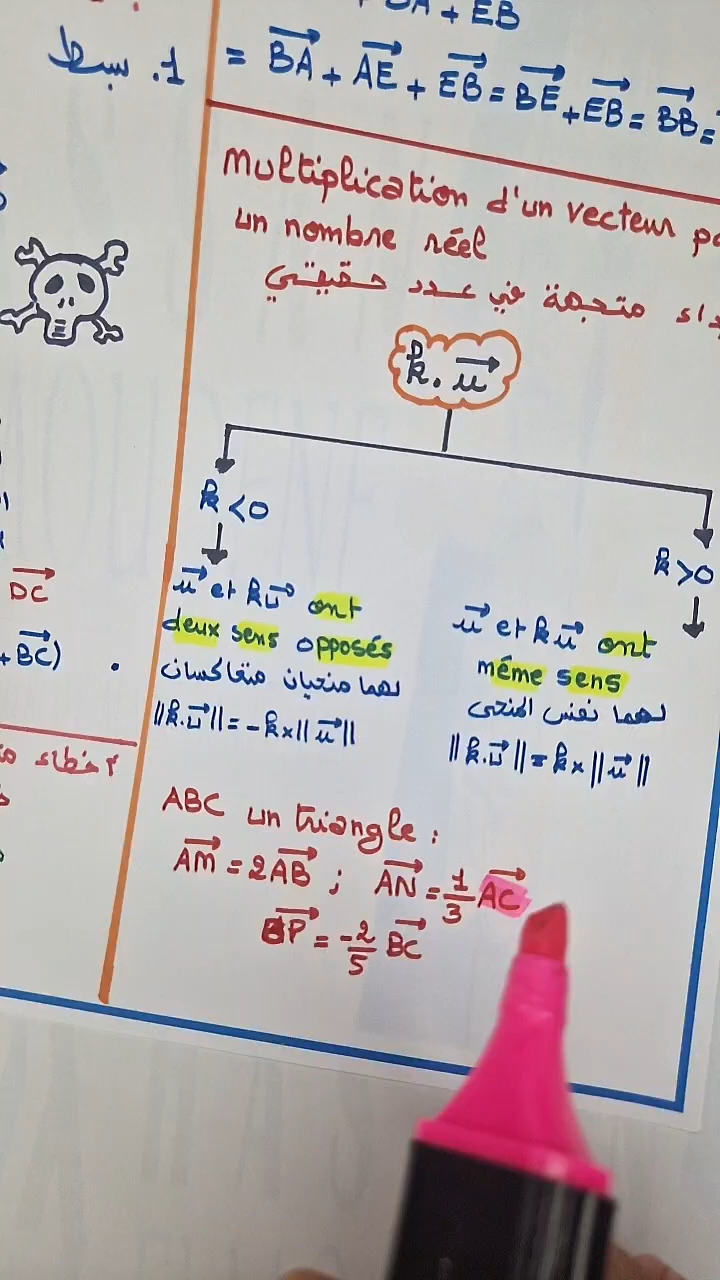 + EB
1. بسط = BA + AE + EB = BE + EB = BB =
multiplication d'un vecteur
un nombre réel
متجهة في عدد حقيقي
k. u
k < 0
k > 0
DC
u et ku ont
deux sens opposés
لهما منحيان متعاكسان
||k.u|| = -k x ||u||
u et ku ont
même sens
لهما نفس المنحى
||k.u|| = k x ||u||
+ BC) .
أخطاء
ABC un triangle :
AM = 2AB ; AN = 1/3 AC
BP = -2/5 BC